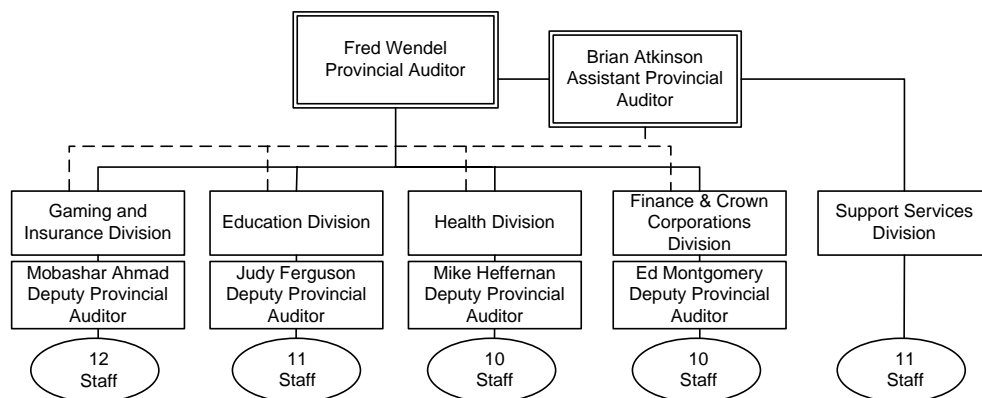 Fred Wendel
Provincial Auditor
Brian Atkinson
Assistant Provincial
Auditor
Gaming and
Insurance Division
Education Division
Health Division
Finance & Crown
Corporations
Division
Support Services
Division
Mobashar Ahmad
Deputy Provincial
Auditor
Judy Ferguson
Deputy Provincial
Auditor
Mike Heffernan
Deputy Provincial
Auditor
Ed Montgomery
Deputy Provincial
Auditor
12
Staff
11
Staff
10
Staff
10
Staff
11
Staff